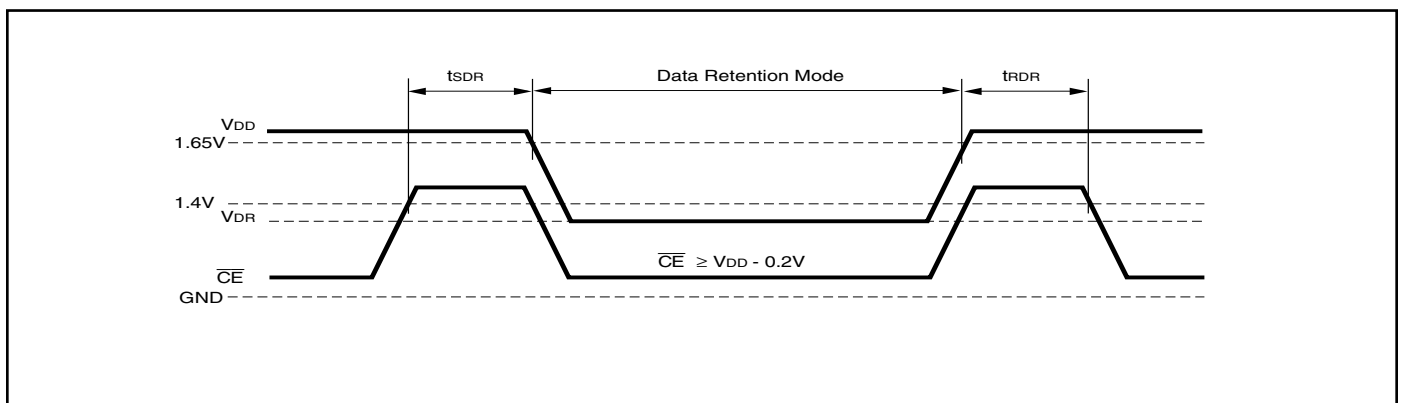 tSDR Data Retention Mode tRDR
VDD
1.65V
1.4V
VDR
CE ≥ VDD - 0.2V
CE
GND